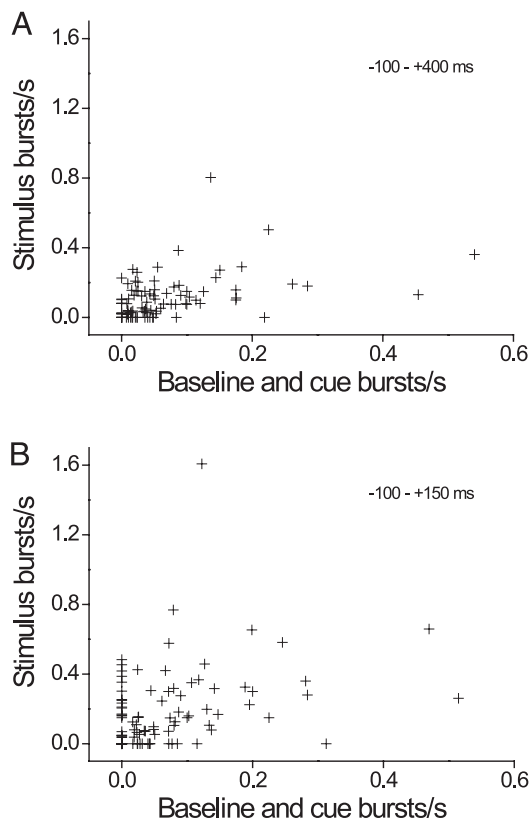 A
1.6
-100 - +400 ms
1.2
Stimulus bursts/s
0.8
0.4
0.0
0.0 0.2 0.4 0.6
Baseline and cue bursts/s
B
1.6
-100 - +150 ms
1.2
Stimulus bursts/s
0.8
0.4
0.0
0.0 0.2 0.4 0.6
Baseline and cue bursts/s